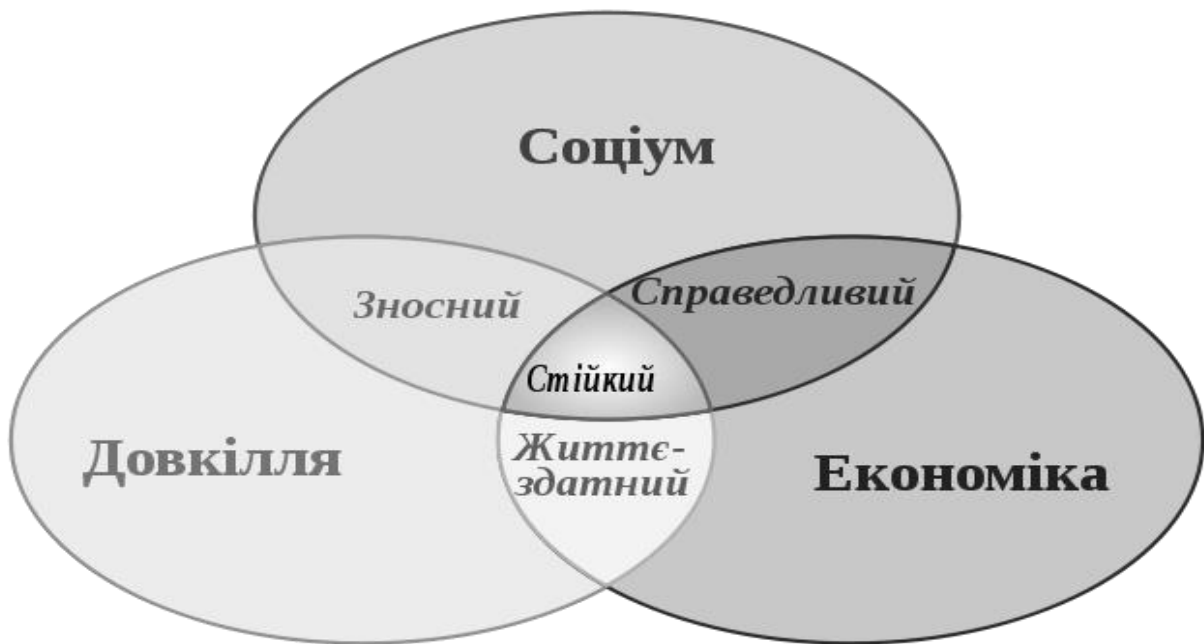 Соціум
Зносний
Справедливий
Стійкий
Довкілля
Життє-
здатний
Економіка